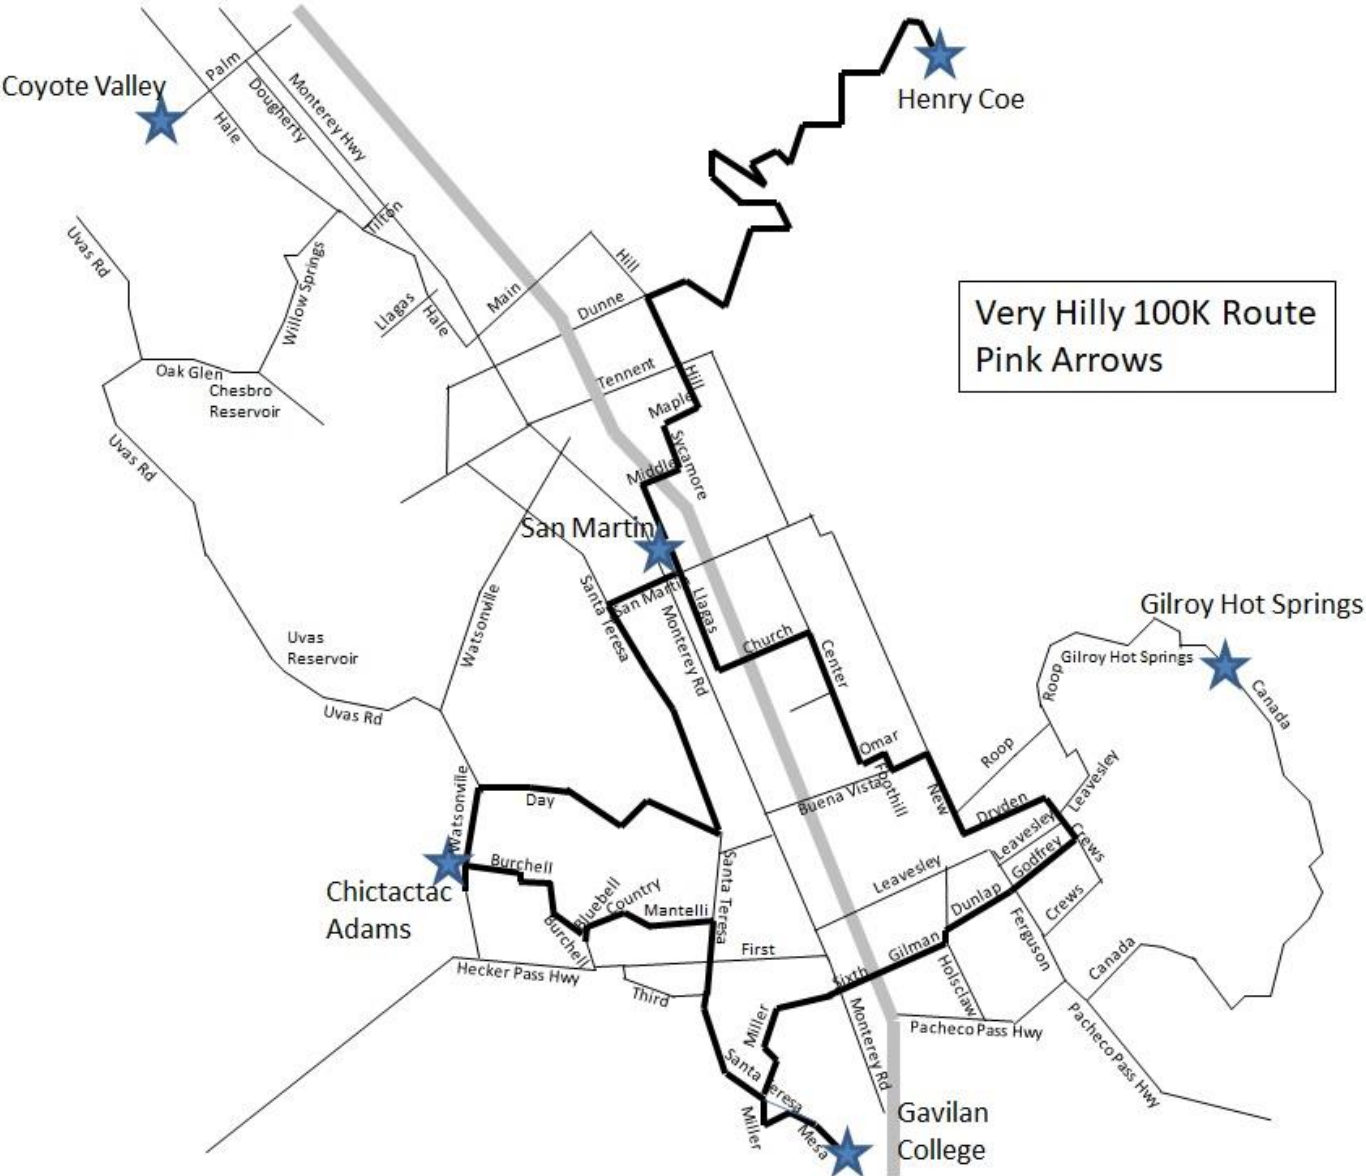 Palm
Coyote Valley
Dougherty
Monterey Hwy
Hale
Henry Coe
Tilton
Uvas Rd
Willow Springs
Hill
Main
Dunne
Llagas
Hale
Very Hilly 100K Route
Pink Arrows
Oak Glen
Chesbro
Reservoir
Tennent
Hill
Maple
Uvas Rd
Sycamore
Middle
San Martin
Santa Teresa
San Martin
Llagas
Monterey Rd
Watsonville
Gilroy Hot Springs
Uvas
Reservoir
Church
Center
Gilroy Hot Springs
Roop
Canada
Uvas Rd
Omar
Roop
Foothill
Buena Vista
New
Leavesley
Watsonville
Day
Dryden
Leavesley
Crews
Godfrey
Burchell
Santa Teresa
Leavesley
Chictactac
Adams
Bluebell
Country
Mantelli
Dunlap
Crews
Burchell
Ferguson
First
Gilman
Canada
Hecker Pass Hwy
Third
Sixth
Holsclaw
Miller
Monterey Rd
Pacheco Pass Hwy
Pacheco Pass Hwy
Santa Teresa
Miller
Mesa
Gavilan
College